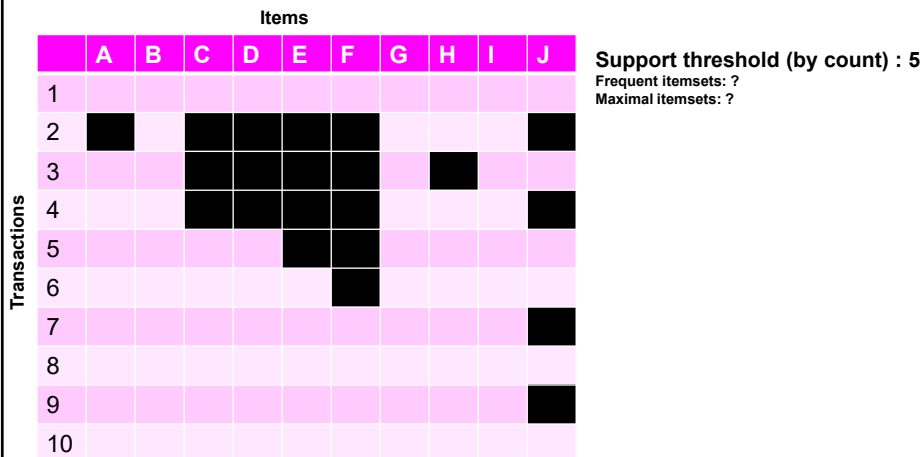 Items
A B C D E F G H I J
1
2
3
4
5
6
7
8
9
10
Transactions
Support threshold (by count) : 5
Frequent itemsets: ?
Maximal itemsets: ?